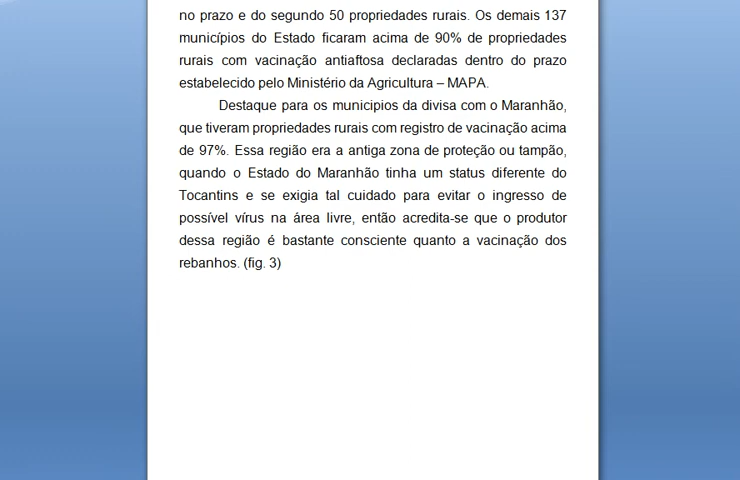 no prazo e do segundo 50 propriedades rurais. Os demais 137
municípios do Estado ficaram acima de 90% de propriedades
rurais com vacinação antiaftosa declaradas dentro do prazo
estabelecido pelo Ministério da Agricultura – MAPA.
Destaque para os municipios da divisa com o Maranhão,
que tiveram propriedades rurais com registro de vacinação acima
de 97%. Essa região era a antiga zona de proteção ou tampão,
quando o Estado do Maranhão tinha um status diferente do
Tocantins e se exigia tal cuidado para evitar o ingresso de
possível vírus na área livre, então acredita-se que o produtor
dessa região é bastante consciente quanto a vacinação dos
rebanhos. (fig. 3)